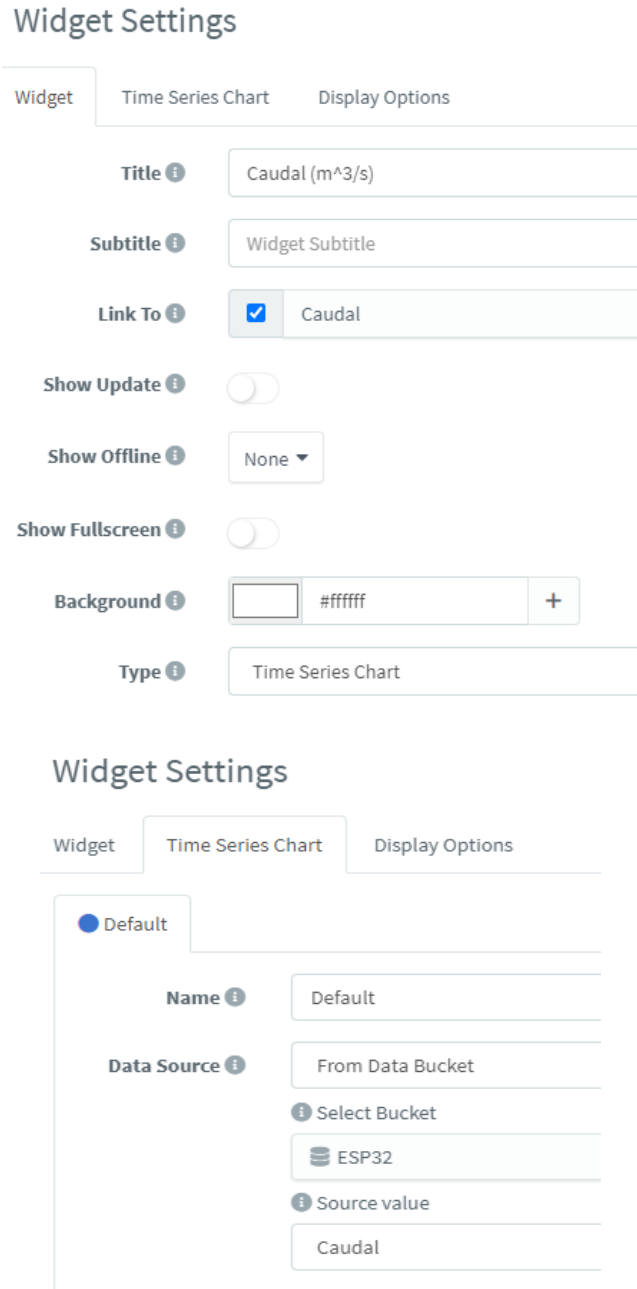 Widget Settings
Widget Time Series Chart Display Options
Title Caudal (m^3/s)
Subtitle Widget Subtitle
Link To Caudal
Show Update
Show Offline None
Show Fullscreen
Background #ffffff +
Type Time Series Chart
Widget Settings
Widget Time Series Chart Display Options
Default
Name Default
Data Source From Data Bucket
Select Bucket
ESP32
Source value
Caudal